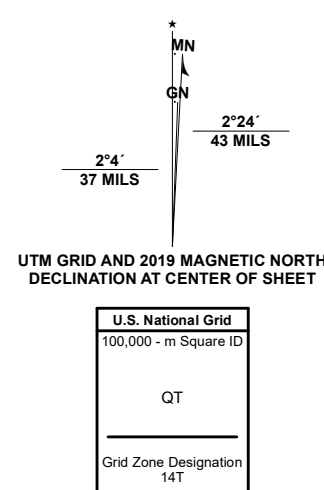 MN
GN
2°24´
43 MILS
2°4´
37 MILS
UTM GRID AND 2019 MAGNETIC NORTH
DECLINATION AT CENTER OF SHEET
U.S. National Grid
100,000 - m Square ID
QT
Grid Zone Designation
14T